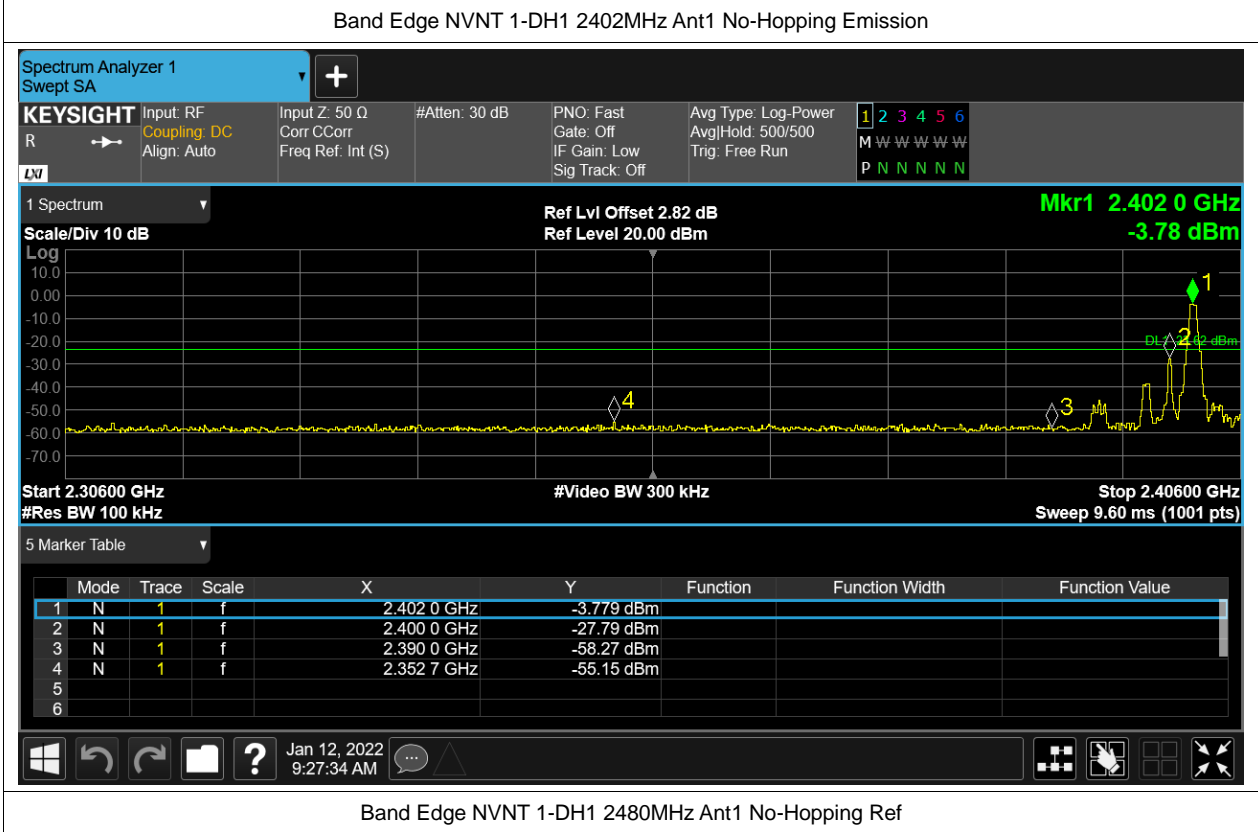 Band Edge NVNT 1-DH1 2402MHz Ant1 No-Hopping Emission
Spectrum Analyzer 1
Swept SA
KEYSIGHT
R
LXI
Input: RF
Coupling: DC
Align: Auto
Input Z: 50 Ω
Corr CCorr
Freq Ref: Int (S)
#Atten: 30 dB
PNO: Fast
Gate: Off
IF Gain: Low
Sig Track: Off
Avg Type: Log-Power
Avg|Hold: 500/500
Trig: Free Run
1 2 3 4 5 6
M W W W W W
P N N N N N
1 Spectrum
Scale/Div 10 dB
Ref Lvl Offset 2.82 dB
Ref Level 20.00 dBm
Mkr1 2.402 0 GHz
-3.78 dBm
Log
10.0
0.00
-10.0
-20.0
-30.0
-40.0
-50.0
-60.0
-70.0
1
2
3
4
dBm
Start 2.30600 GHz
#Video BW 300 kHz
Stop 2.40600 GHz
#Res BW 100 kHz
Sweep 9.60 ms (1001 pts)
5 Marker Table
Mode Trace Scale X Y Function Function Width Function Value
1 N 1 f 2.402 0 GHz -3.779 dBm
2 N 1 f 2.400 0 GHz -27.79 dBm
3 N 1 f 2.390 0 GHz -58.27 dBm
4 N 1 f 2.352 7 GHz -55.15 dBm
5
6
?
Jan 12, 2022
9:27:34 AM
Band Edge NVNT 1-DH1 2480MHz Ant1 No-Hopping Ref